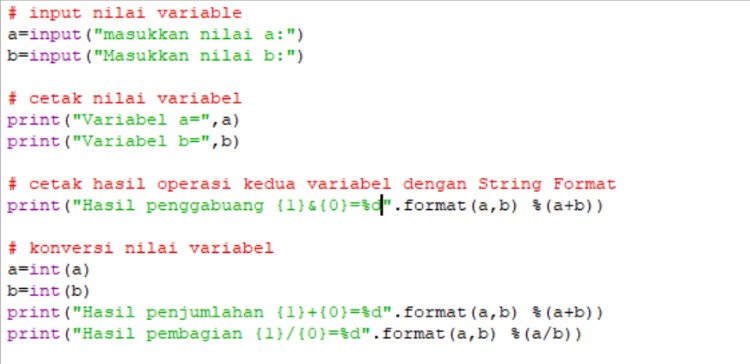 # input nilai variable
a=input("masukkan nilai a:")
b=input("Masukkan nilai b:")
# cetak nilai variabel
print("Variabel a=",a)
print("Variabel b=",b)
# cetak hasil operasi kedua variabel dengan String Format
print("Hasil penggabuang {1}&{0}=%d".format(a,b) %(a+b))
# konversi nilai variabel
a=int(a)
b=int(b)
print("Hasil penjumlahan {1}+{0}=%d".format(a,b) %(a+b))
print("Hasil pembagian {1}/{0}=%d".format(a,b) %(a/b))